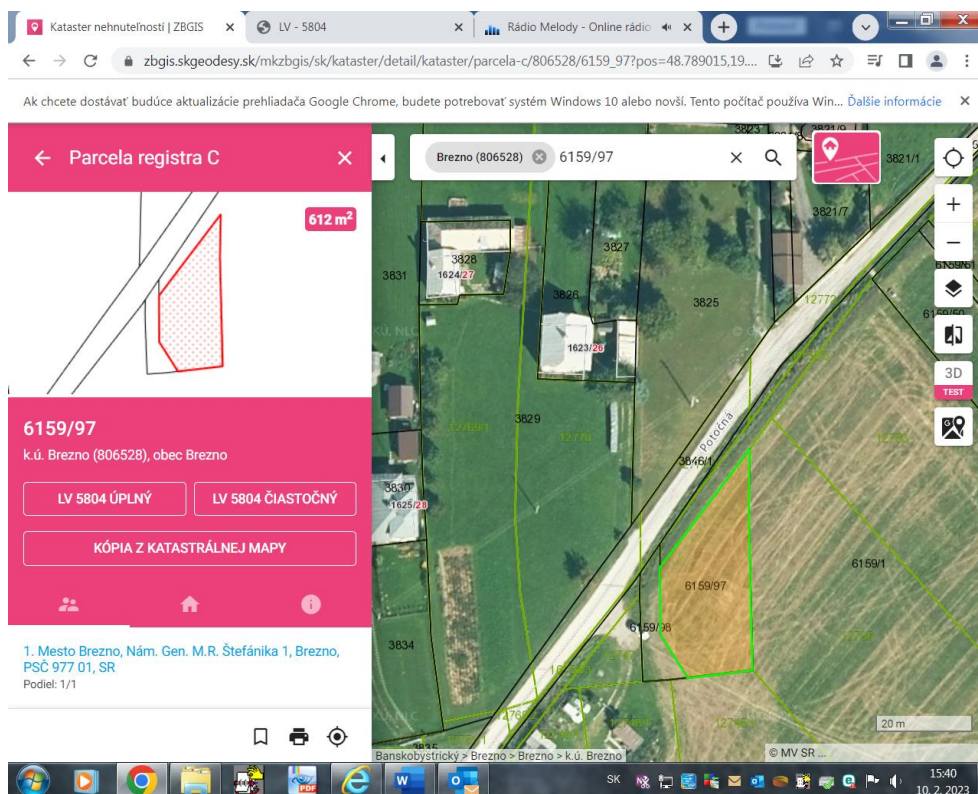 Kataster nehnuteľností | ZBGIS
LV - 5804
Rádio Melody - Online rádio
zbgis.skgeodesy.sk/mkzbgis/sk/kataster/detail/kataster/parcela-c/806528/6159_97?pos=48.789015,19....
Ak chcete dostávať budúce aktualizácie prehliadača Google Chrome, budete potrebovať systém Windows 10 alebo novší. Tento počítač používa Win... Ďalšie informácie
Parcela registra C
612 m²
6159/97
k.ú. Brezno (806528), obec Brezno
LV 5804 ÚPLNÝ
LV 5804 ČIASTOČNÝ
KÓPIA Z KATASTRÁLNEJ MAPY
1. Mesto Brezno, Nám. Gen. M.R. Štefánika 1, Brezno,
PSČ 977 01, SR
Podiel: 1/1
Brezno (806528)
6159/97
3821/1
3821/7
3827
3828
1624/27
3831
3826
3825
1623/26
3829
12770
Potočná
3846/1
3830
1625/28
6159/1
6159/97
6159/98
3834
3D
TEST
20 m
Banskobystrický > Brezno > Brezno > k.ú. Brezno
© MV SR ...
SK
15:40
10. 2. 2023